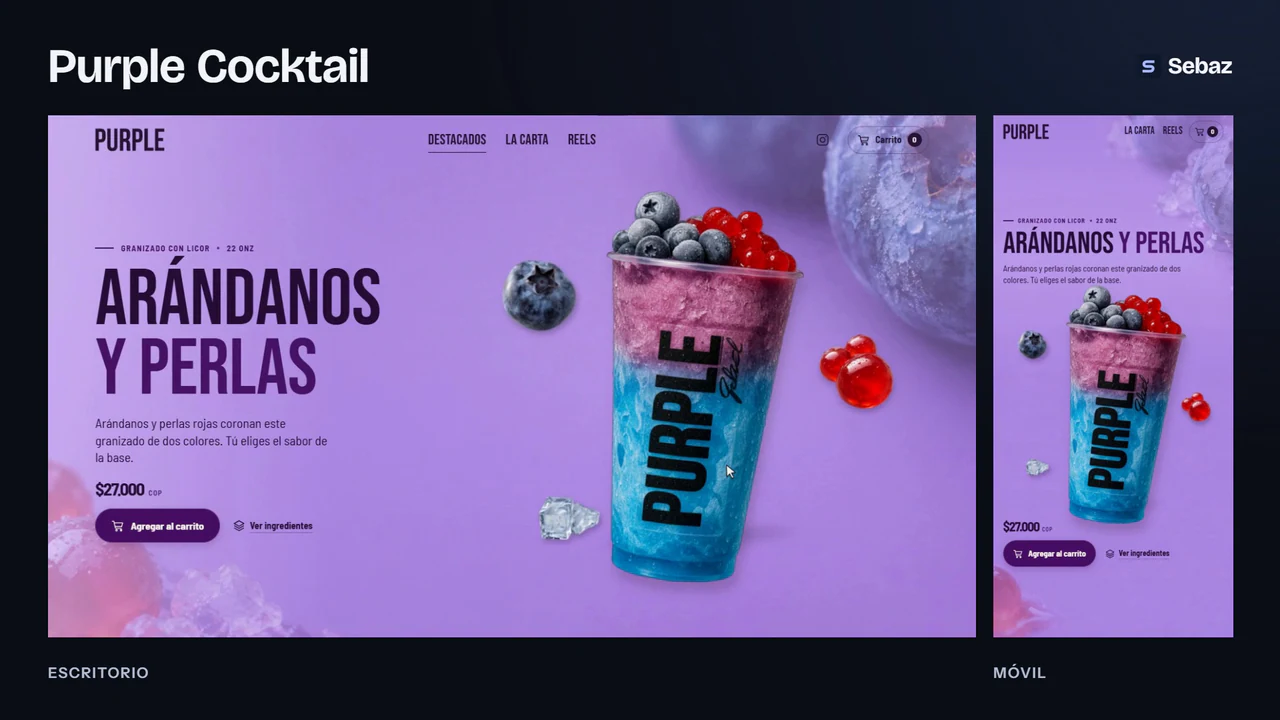 Purple Cocktail
S Sebaz
PURPLE
DESTACADOS LA CARTA REELS
Carrito 0
GRANIZADO CON LICOR • 22 ONZ
ARÁNDANOS
Y PERLAS
Arándanos y perlas rojas coronan este
granizado de dos colores. Tú eliges el sabor de
la base.
$27.000 COP
Agregar al carrito
Ver ingredientes
PURPLE
PURPLE
LA CARTA REELS
0
GRANIZADO CON LICOR • 22 ONZ
ARÁNDANOS Y PERLAS
Arándanos y perlas rojas coronan este granizado de dos
colores. Tú eliges el sabor de la base.
PURPLE
$27.000 COP
Agregar al carrito
Ver ingredientes
ESCRITORIO
MÓVIL